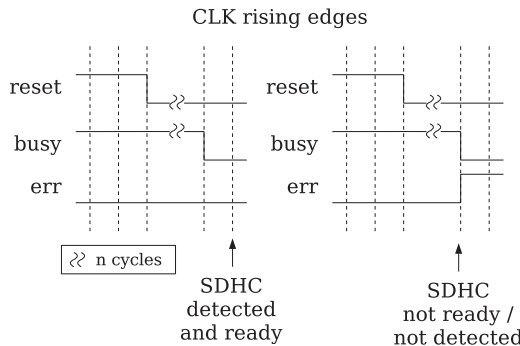 CLK rising edges
reset
busy
err
n cycles
SDHC
detected
and ready
reset
busy
err
SDHC
not ready /
not detected